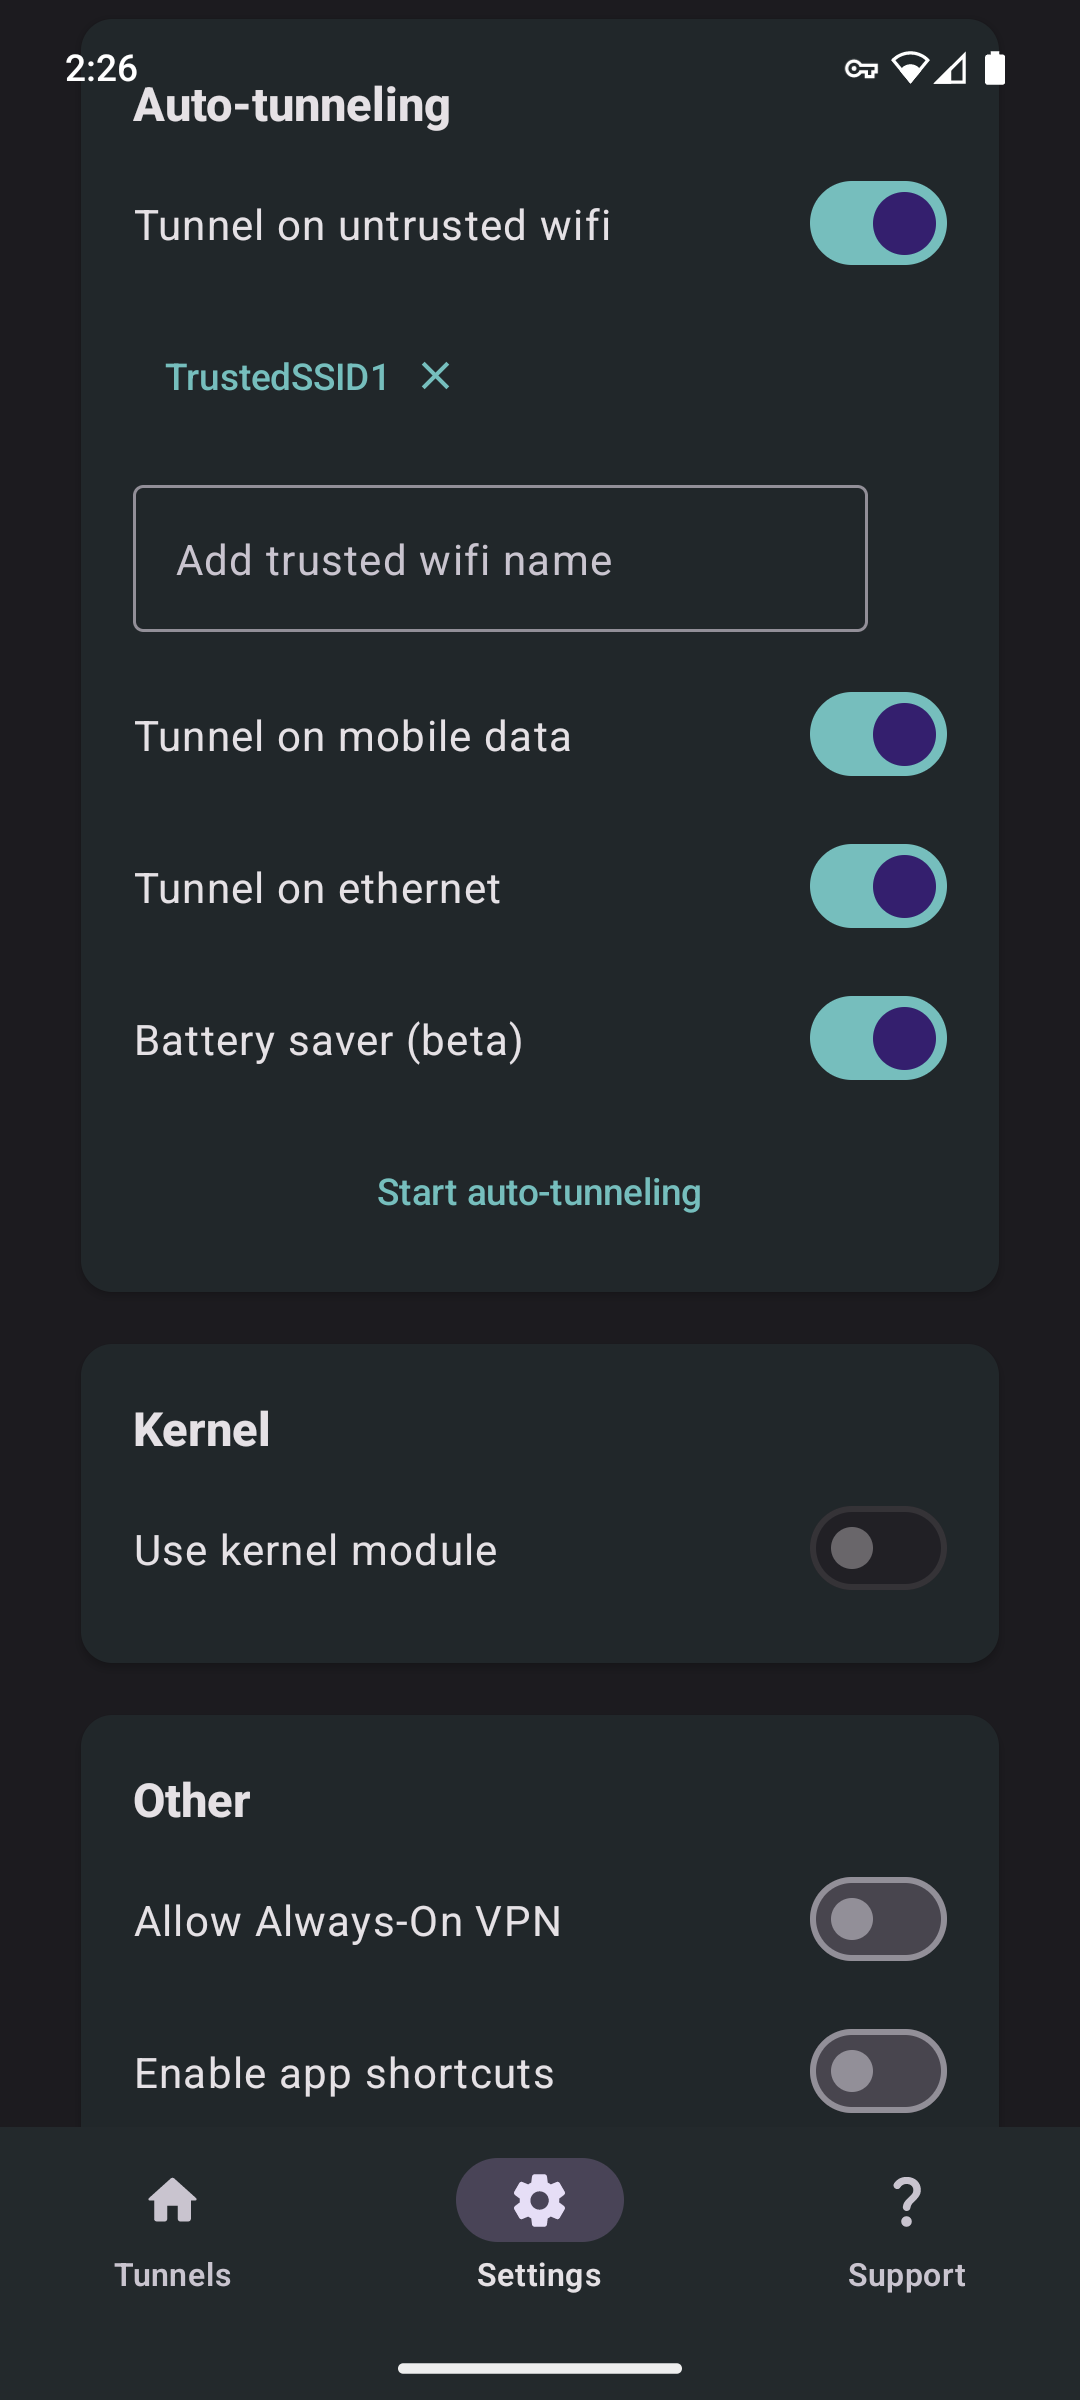 2:26
Auto-tunneling
Tunnel on untrusted wifi
TrustedSSID1
Add trusted wifi name
Tunnel on mobile data
Tunnel on ethernet
Battery saver (beta)
Start auto-tunneling
Kernel
Use kernel module
Other
Allow Always-On VPN
Enable app shortcuts
Tunnels Settings Support